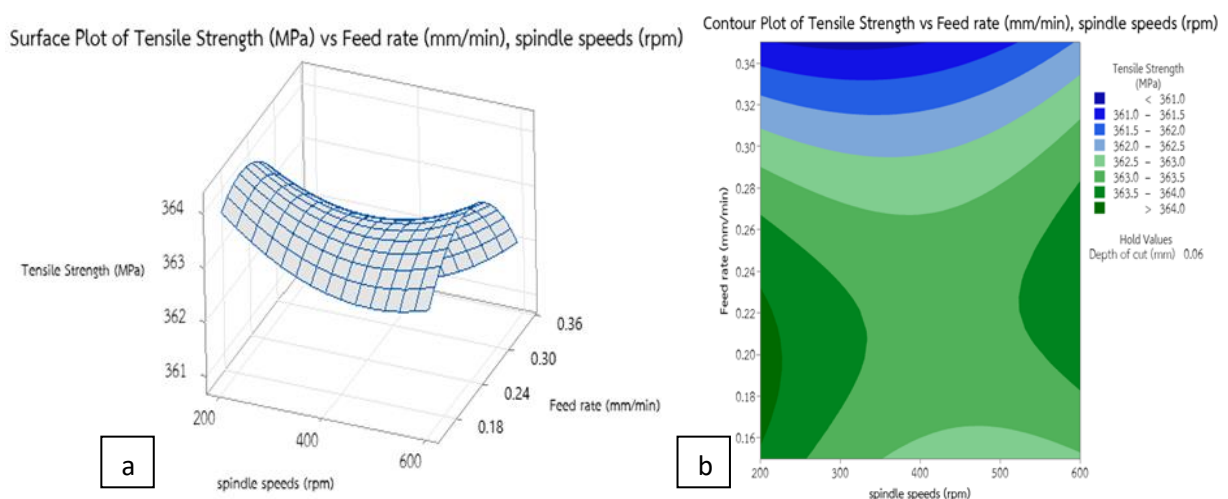 Surface Plot of Tensile Strength (MPa) vs Feed rate (mm/min), spindle speeds (rpm)
364
363
362
361
Tensile Strength (MPa)
200
400
600
spindle speeds (rpm)
0.18
0.24
0.30
0.36
Feed rate (mm/min)
a
Contour Plot of Tensile Strength vs Feed rate (mm/min), spindle speeds (rpm)
0.34
0.32
0.30
0.28
0.26
0.24
0.22
0.20
0.18
0.16
Feed rate (mm/min)
200
300
400
500
600
spindle speeds (rpm)
Tensile Strength
(MPa)
< 361.0
361.0 – 361.5
361.5 – 362.0
362.0 – 362.5
362.5 – 363.0
363.0 – 363.5
363.5 – 364.0
> 364.0
Hold Values
Depth of cut (mm) 0.06
b